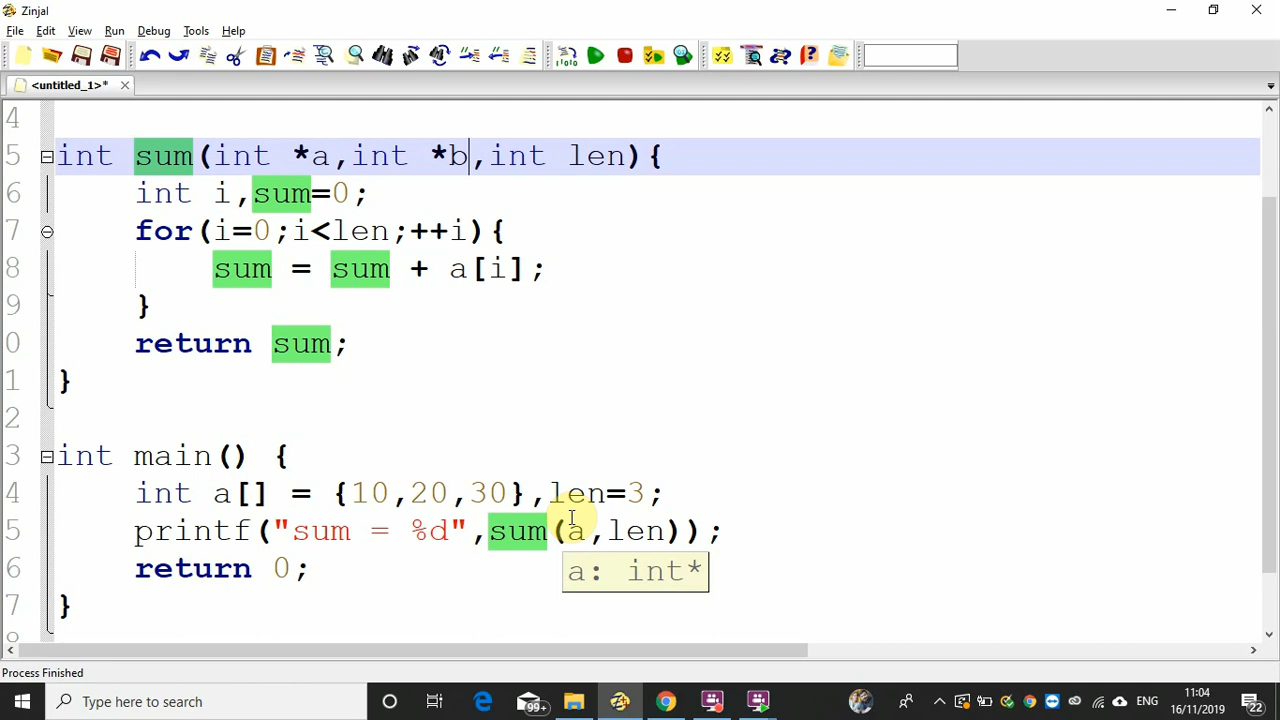 Zinjal
File Edit View Run Debug Tools Help
<untitled_1>*
4
5 int sum(int *a,int *b,int len){
6 int i,sum=0;
7 for(i=0;i<len;++i){
8 sum = sum + a[i];
9 }
0 return sum;
1 }
2
3 int main() {
4 int a[] = {10,20,30},len=3;
5 printf("sum = %d",sum(a,len));
a: int*
6 return 0;
7 }
8
Process Finished
Type here to search
99+
ENG
11:04
16/11/2019
22